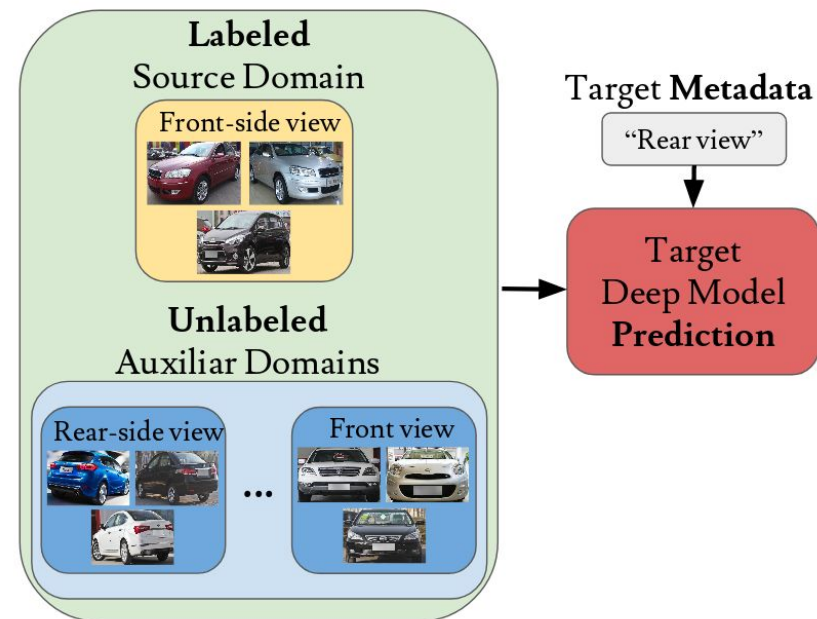 Labeled
Source Domain
Front-side view
Unlabeled
Auxiliar Domains
Rear-side view
...
Front view
Target Metadata
“Rear view”
Target
Deep Model
Prediction